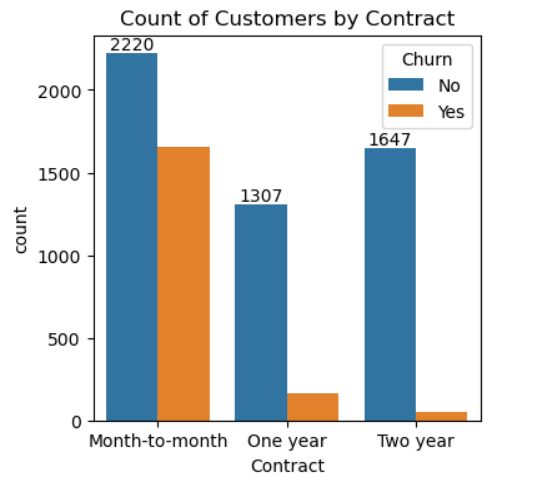 Count of Customers by Contract
2220
Churn
No
Yes
2000
1647
1500
1307
count
1000
500
0
Month-to-month One year Two year
Contract